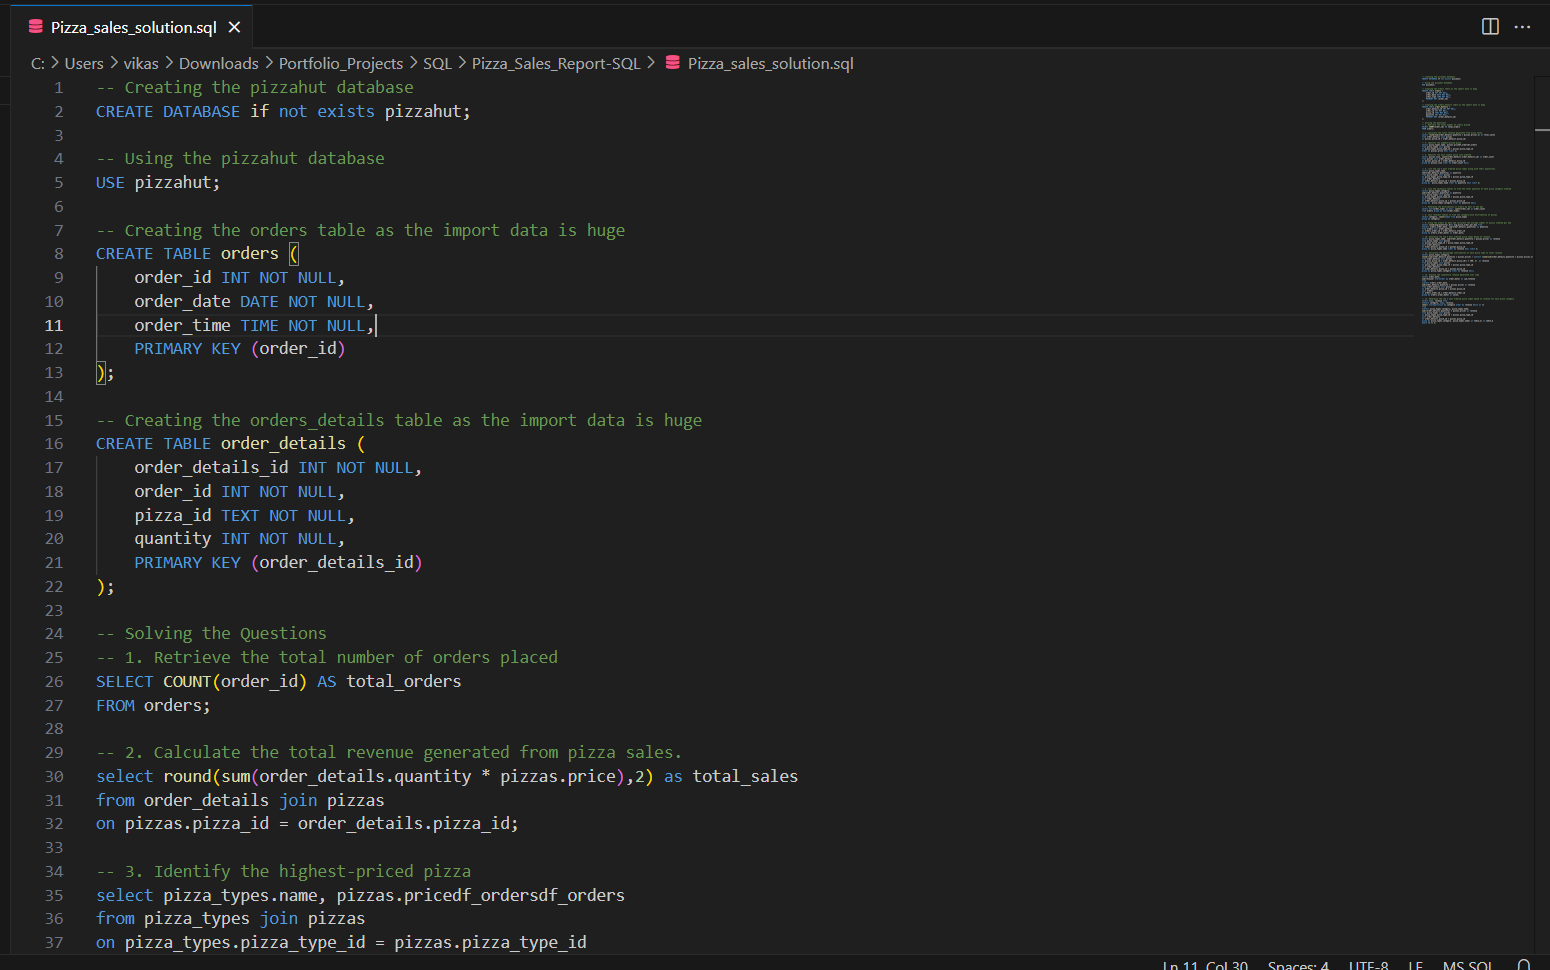 Pizza_sales_solution.sql
C: > Users > vikas > Downloads > Portfolio_Projects > SQL > Pizza_Sales_Report-SQL > Pizza_sales_solution.sql
1 -- Creating the pizzahut database
2 CREATE DATABASE if not exists pizzahut;
3
4 -- Using the pizzahut database
5 USE pizzahut;
6
7 -- Creating the orders table as the import data is huge
8 CREATE TABLE orders (
9     order_id INT NOT NULL,
10     order_date DATE NOT NULL,
11     order_time TIME NOT NULL,
12     PRIMARY KEY (order_id)
13 );
14
15 -- Creating the orders_details table as the import data is huge
16 CREATE TABLE order_details (
17     order_details_id INT NOT NULL,
18     order_id INT NOT NULL,
19     pizza_id TEXT NOT NULL,
20     quantity INT NOT NULL,
21     PRIMARY KEY (order_details_id)
22 );
23
24 -- Solving the Questions
25 -- 1. Retrieve the total number of orders placed
26 SELECT COUNT(order_id) AS total_orders
27 FROM orders;
28
29 -- 2. Calculate the total revenue generated from pizza sales.
30 select round(sum(order_details.quantity * pizzas.price),2) as total_sales
31 from order_details join pizzas
32 on pizzas.pizza_id = order_details.pizza_id;
33
34 -- 3. Identify the highest-priced pizza
35 select pizza_types.name, pizzas.pricedf_ordersdf_orders
36 from pizza_types join pizzas
37 on pizza_types.pizza_type_id = pizzas.pizza_type_id
Ln 11, Col 30 Spaces: 4 UTF-8 LF MS SQL